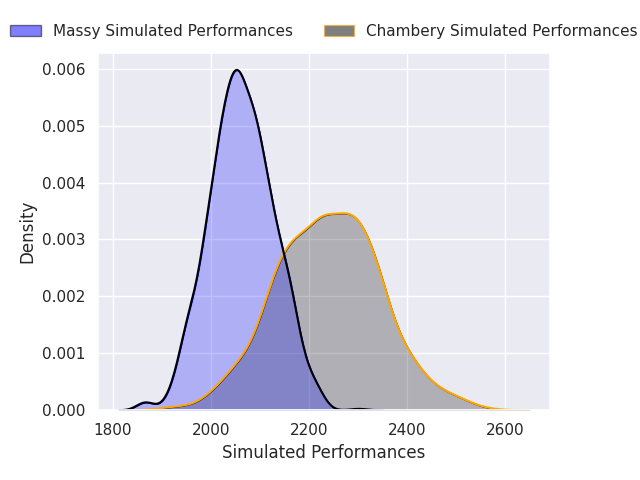 Massy Simulated Performances
Chambery Simulated Performances
0.006
0.005
0.004
0.003
0.002
0.001
0.000
Density
1800 2000 2200 2400 2600
Simulated Performances